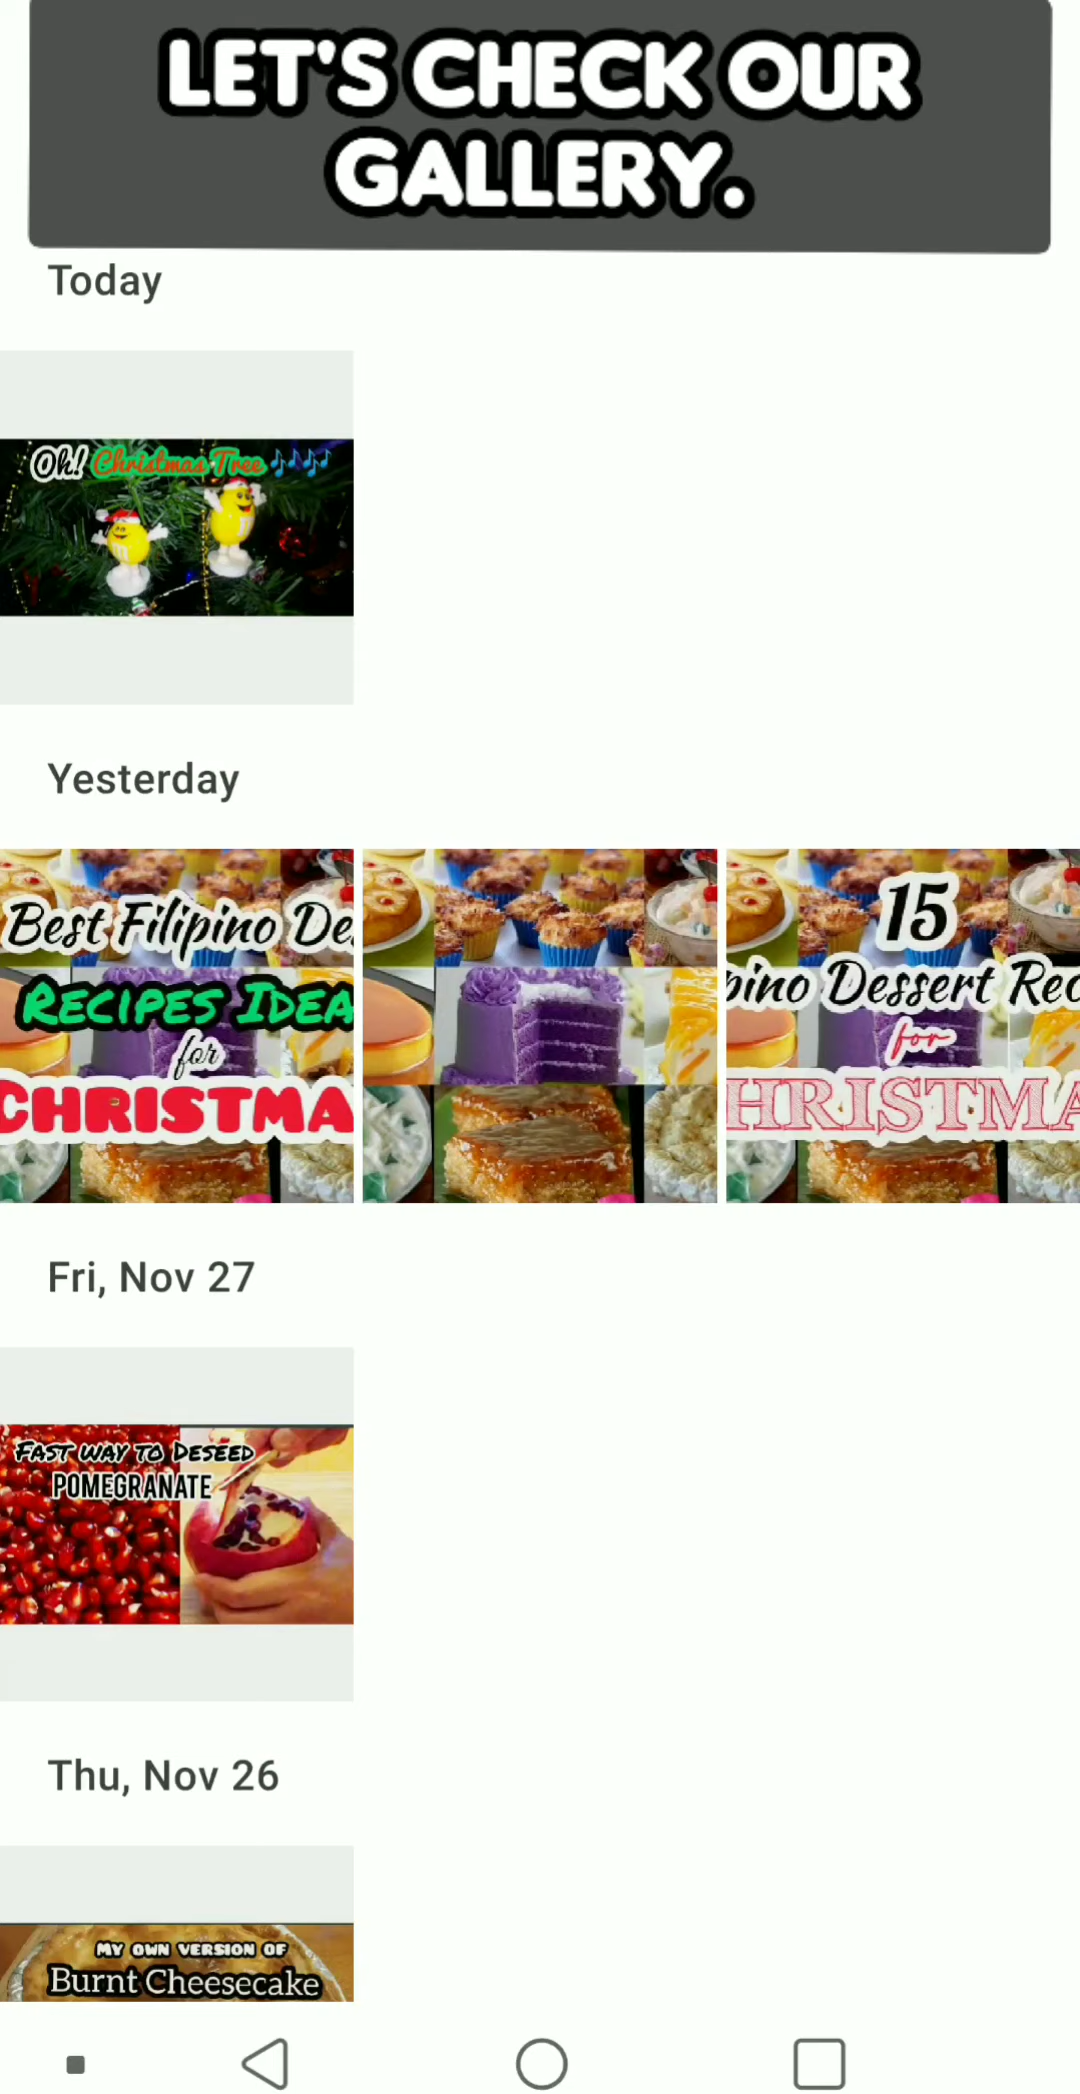 LET'S CHECK OUR
GALLERY.
Today
Oh! Christmas Tree
Yesterday
Best Filipino De
RECIPES IDEA
for
CHRISTMA
15
pino Dessert Rec
for
HRISTMA
Fri, Nov 27
FAST WAY TO DESEED
POMEGRANATE
Thu, Nov 26
MY OWN VERSION OF
Burnt Cheesecake